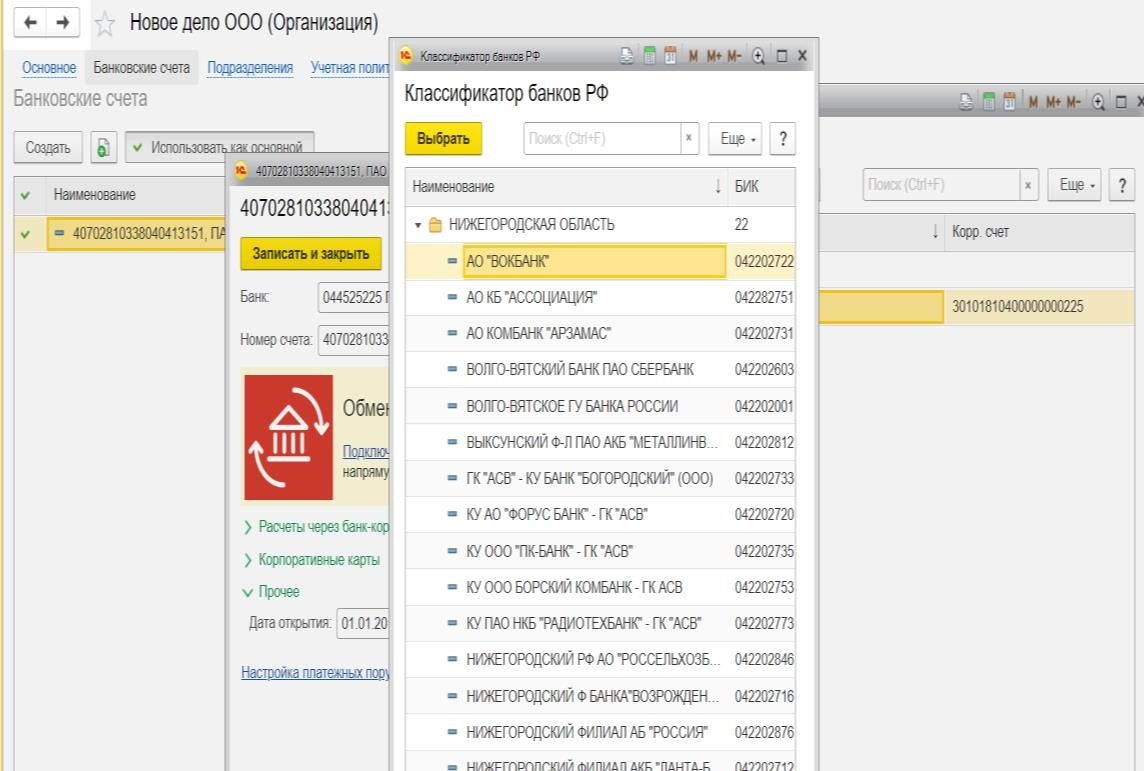 Новое дело ООО (Организация)
Основное Банковские счета Подразделения Учетная полит
Банковские счета
Создать Использовать как основной
Наименование
40702810338040413151, ПА
40702810338040413151, ПАО
4070281033804041
Записать и закрыть
Банк: 044525225
Номер счета: 4070281033
Обмен
Подключ
напряму
Расчеты через банк-кор
Корпоративные карты
Прочее
Дата открытия: 01.01.20
Настройка платежных пору
Классификатор банков РФ M M+ M-
Классификатор банков РФ
Выбрать Поиск (Ctrl+F) x Еще ?
Наименование ↓ БИК
НИЖЕГОРОДСКАЯ ОБЛАСТЬ 22
АО "ВОКБАНК" 042202722
АО КБ "АССОЦИАЦИЯ" 042282751
АО КОМБАНК "АРЗАМАС" 042202731
ВОЛГО-ВЯТСКИЙ БАНК ПАО СБЕРБАНК 042202603
ВОЛГО-ВЯТСКОЕ ГУ БАНКА РОССИИ 042202001
ВЫКСУНСКИЙ Ф-Л ПАО АКБ "МЕТАЛЛИНВ... 042202812
ГК "АСВ" - КУ БАНК "БОГОРОДСКИЙ" (ООО) 042202733
КУ АО "ФОРУС БАНК" - ГК "АСВ" 042202720
КУ ООО "ПК-БАНК" - ГК "АСВ" 042202735
КУ ООО БОРСКИЙ КОМБАНК - ГК АСВ 042202753
КУ ПАО НКБ "РАДИОТЕХБАНК" - ГК "АСВ" 042202773
НИЖЕГОРОДСКИЙ РФ АО "РОССЕЛЬХОЗБ... 042202846
НИЖЕГОРОДСКИЙ Ф БАНКА"ВОЗРОЖДЕН... 042202716
НИЖЕГОРОДСКИЙ ФИЛИАЛ АБ "РОССИЯ" 042202876
НИЖЕГОРОДСКИЙ ФИЛИАЛ АКБ "ЛАНТА-Б 042202712
M M+ M-
Поиск (Ctrl+F) x Еще ?
↓ Корр. счет
30101810400000000225